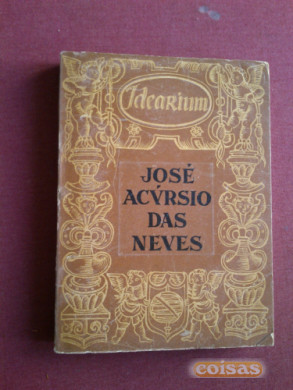 Idearium
JOSÉ
ACVRSIO
DAS
NEVES
coisas